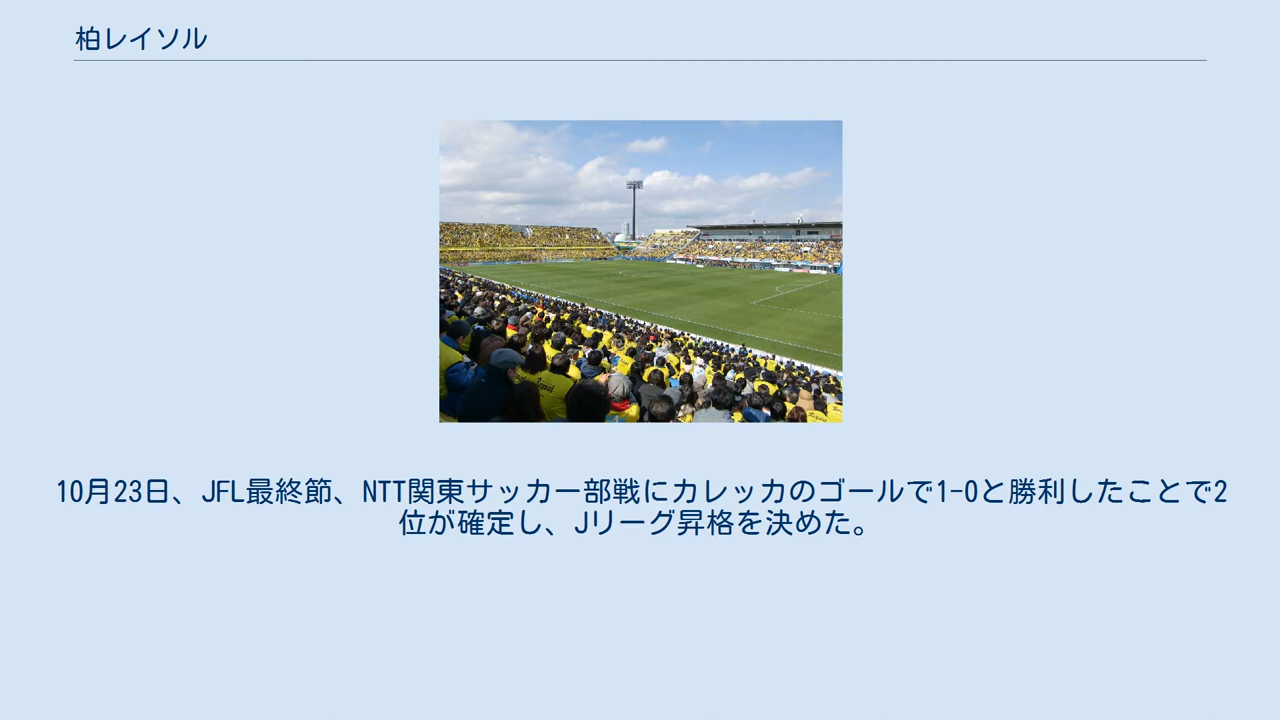 柏レイソル
10月23日、JFL最終節、NTT関東サッカー部戦にカレッカのゴールで1-0と勝利したことで2
位が確定し、Jリーグ昇格を決めた。